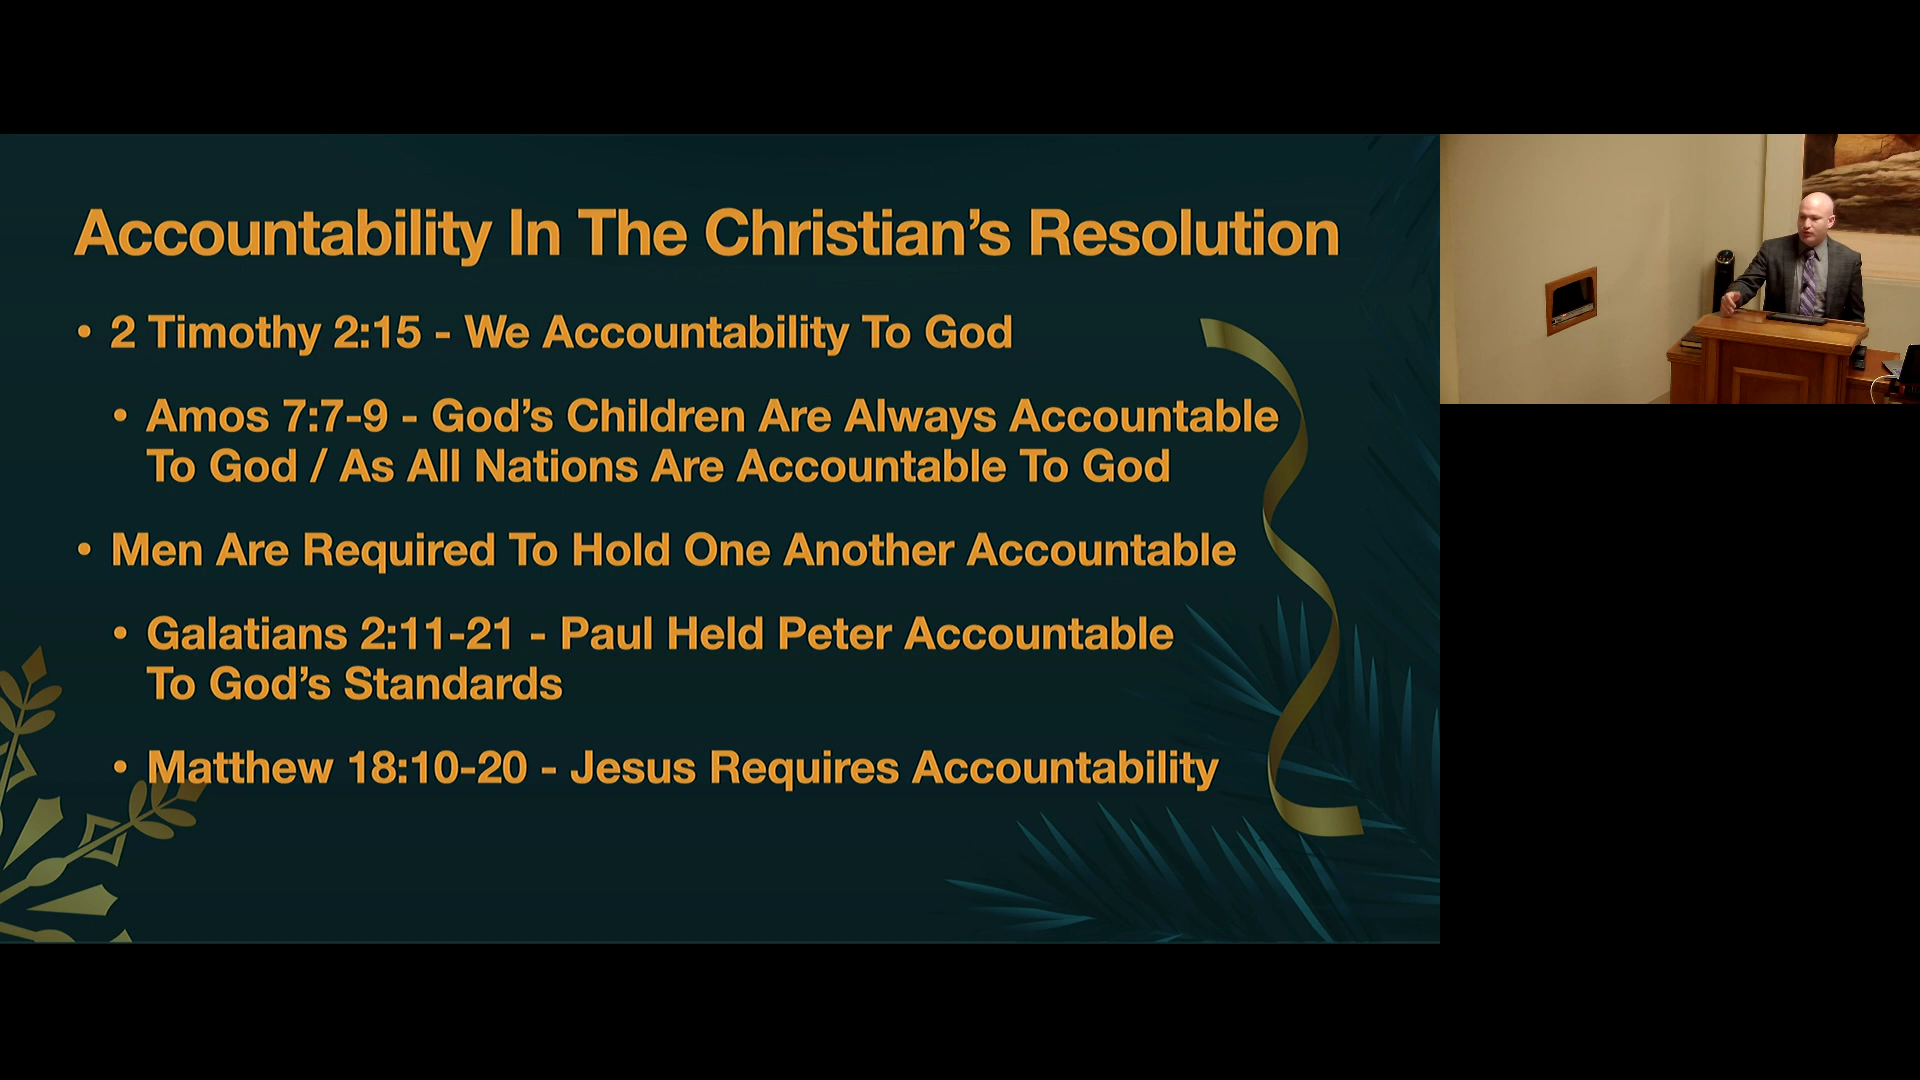 Accountability In The Christian’s Resolution
• 2 Timothy 2:15 - We Accountability To God
• Amos 7:7-9 - God’s Children Are Always Accountable
To God / As All Nations Are Accountable To God
• Men Are Required To Hold One Another Accountable
• Galatians 2:11-21 - Paul Held Peter Accountable
To God’s Standards
• Matthew 18:10-20 - Jesus Requires Accountability